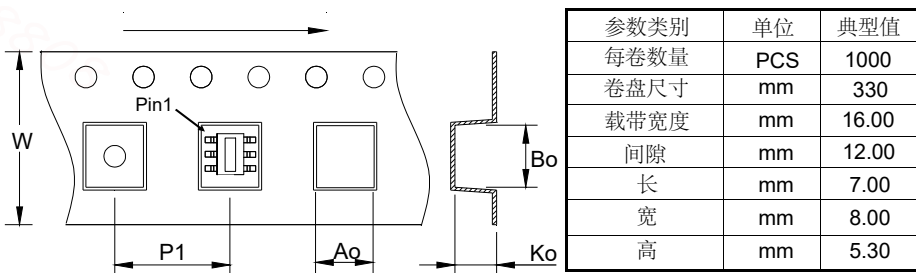 Pin1
W
Bo
P1
Ao
Ko
参数类别 单位 典型值
每卷数量 PCS 1000
卷盘尺寸 mm 330
载带宽度 mm 16.00
间隙 mm 12.00
长 mm 7.00
宽 mm 8.00
高 mm 5.30